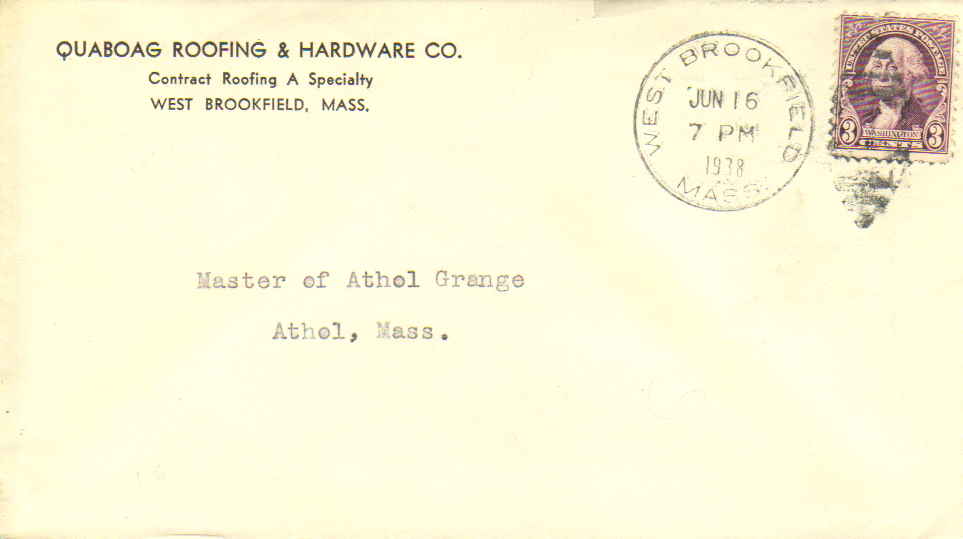 QUABOAG ROOFING & HARDWARE CO.
Contract Roofing A Specialty
WEST BROOKFIELD, MASS.
WEST BROOKFIELD
JUN 16
7 PM
1938
MASS.
UNITED STATES POSTAGE
3 WASHINGTON 3
Master of Athol Grange
Athol, Mass.